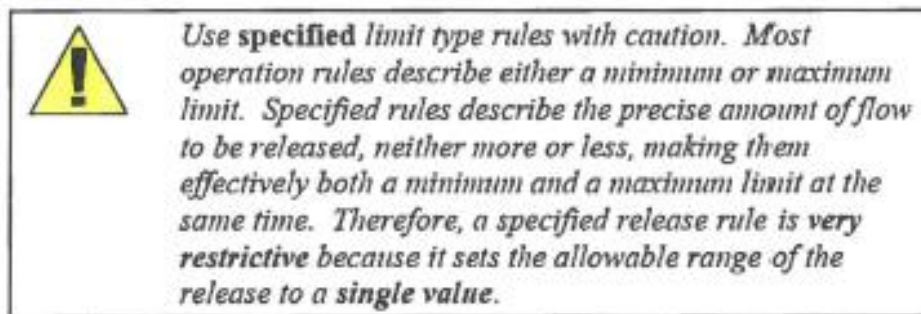 Use specified limit type rules with caution. Most
operation rules describe either a minimum or maximum
limit. Specified rules describe the precise amount of flow
to be released, neither more or less, making them
effectively both a minimum and a maximum limit at the
same time. Therefore, a specified release rule is very
restrictive because it sets the allowable range of the
release to a single value.